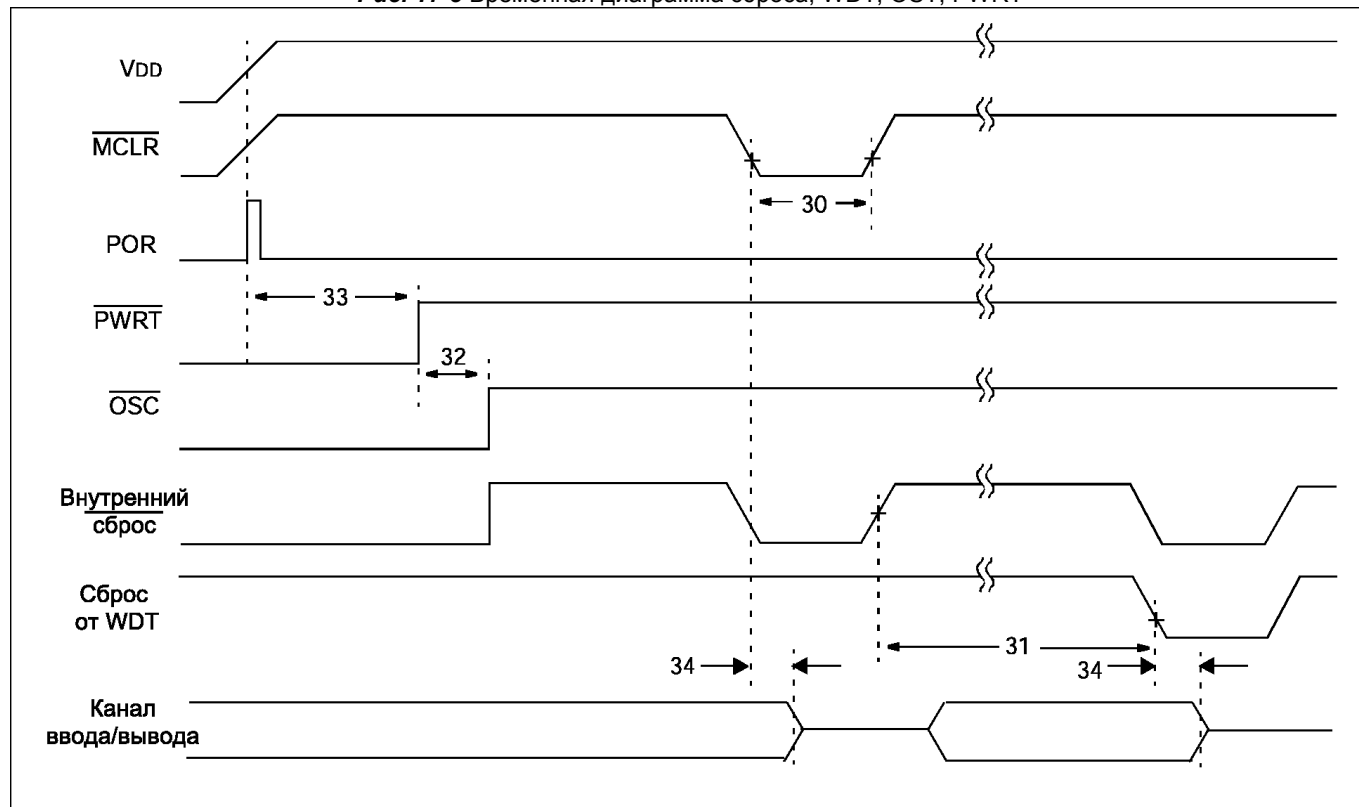 VDD
MCLR
30
POR
33
PWRT
32
OSC
Внутренний
сброс
Сброс
от WDT
31
34
34
Канал
ввода/вывода